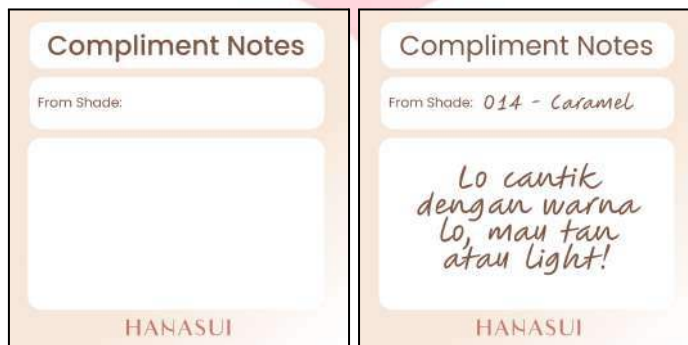 Compliment Notes
From Shade:
HANASUI
Compliment Notes
From Shade: 014 - Caramel
Lo cantik
dengan warna
lo, mau tan
atau light!
HANASUI